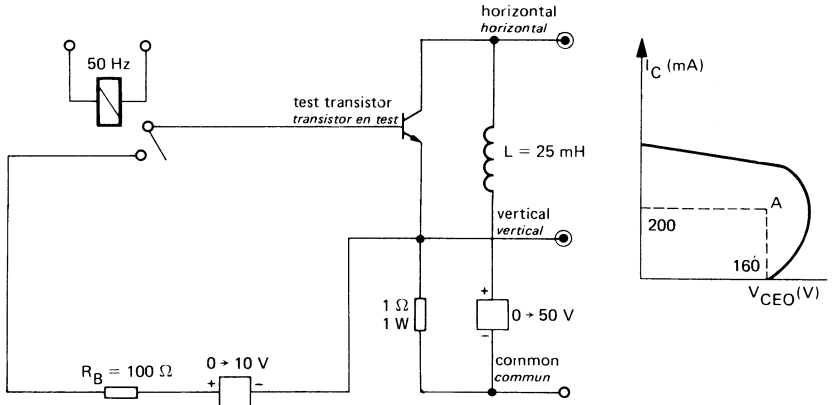 horizontal
horizontal
50 Hz
test transistor
transistor en test
L = 25 mH
vertical
vertical
1 Ω
1 W
+
0 → 50 V
−
common
commun
R_B = 100 Ω
0 → 10 V
+ −
I_C (mA)
A
200
160
V_CEO (V)